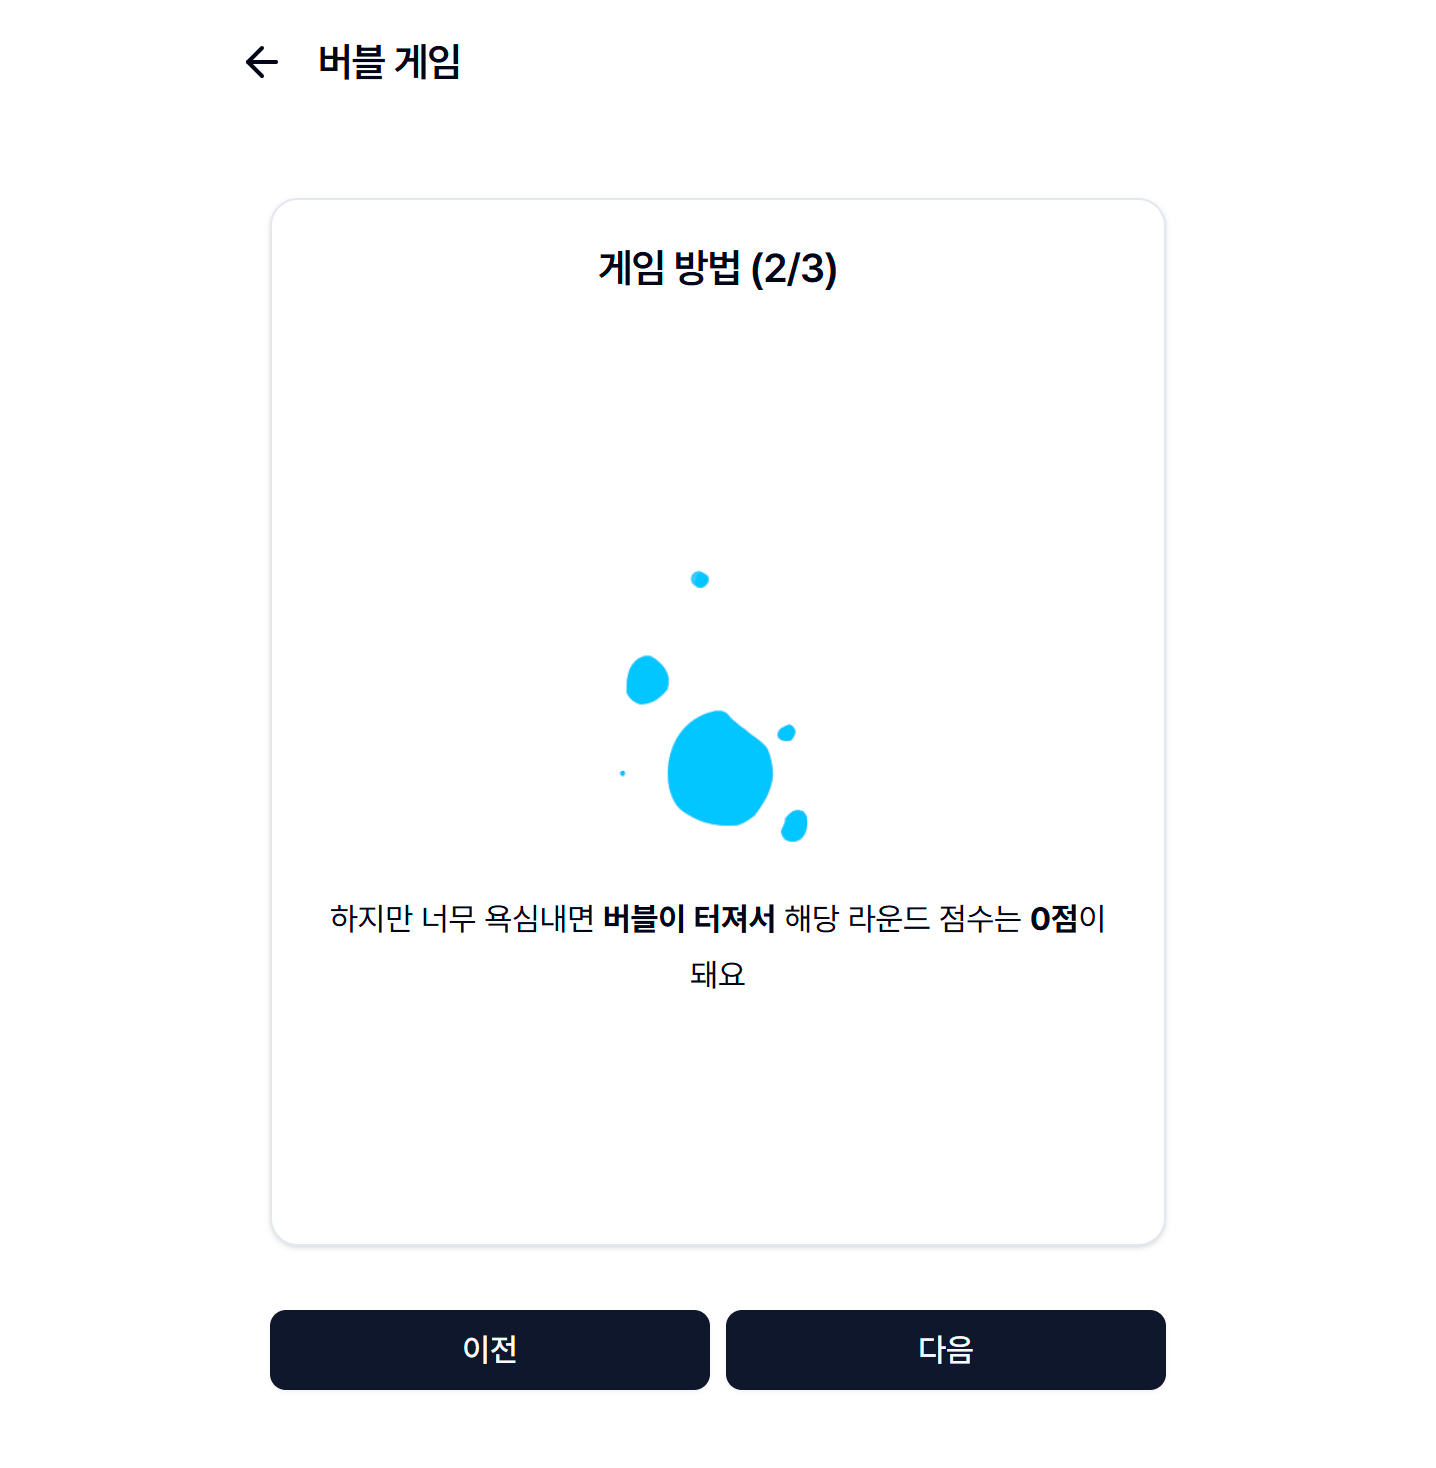 버블 게임
게임 방법 (2/3)
하지만 너무 욕심내면 버블이 터져서 해당 라운드 점수는 0점이
돼요
이전
다음